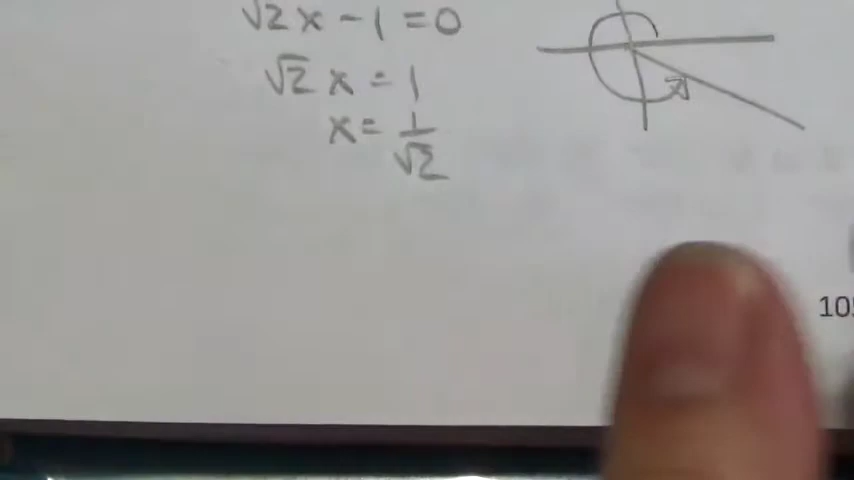 √2 x - 1 = 0
√2 x = 1
x = 1/√2